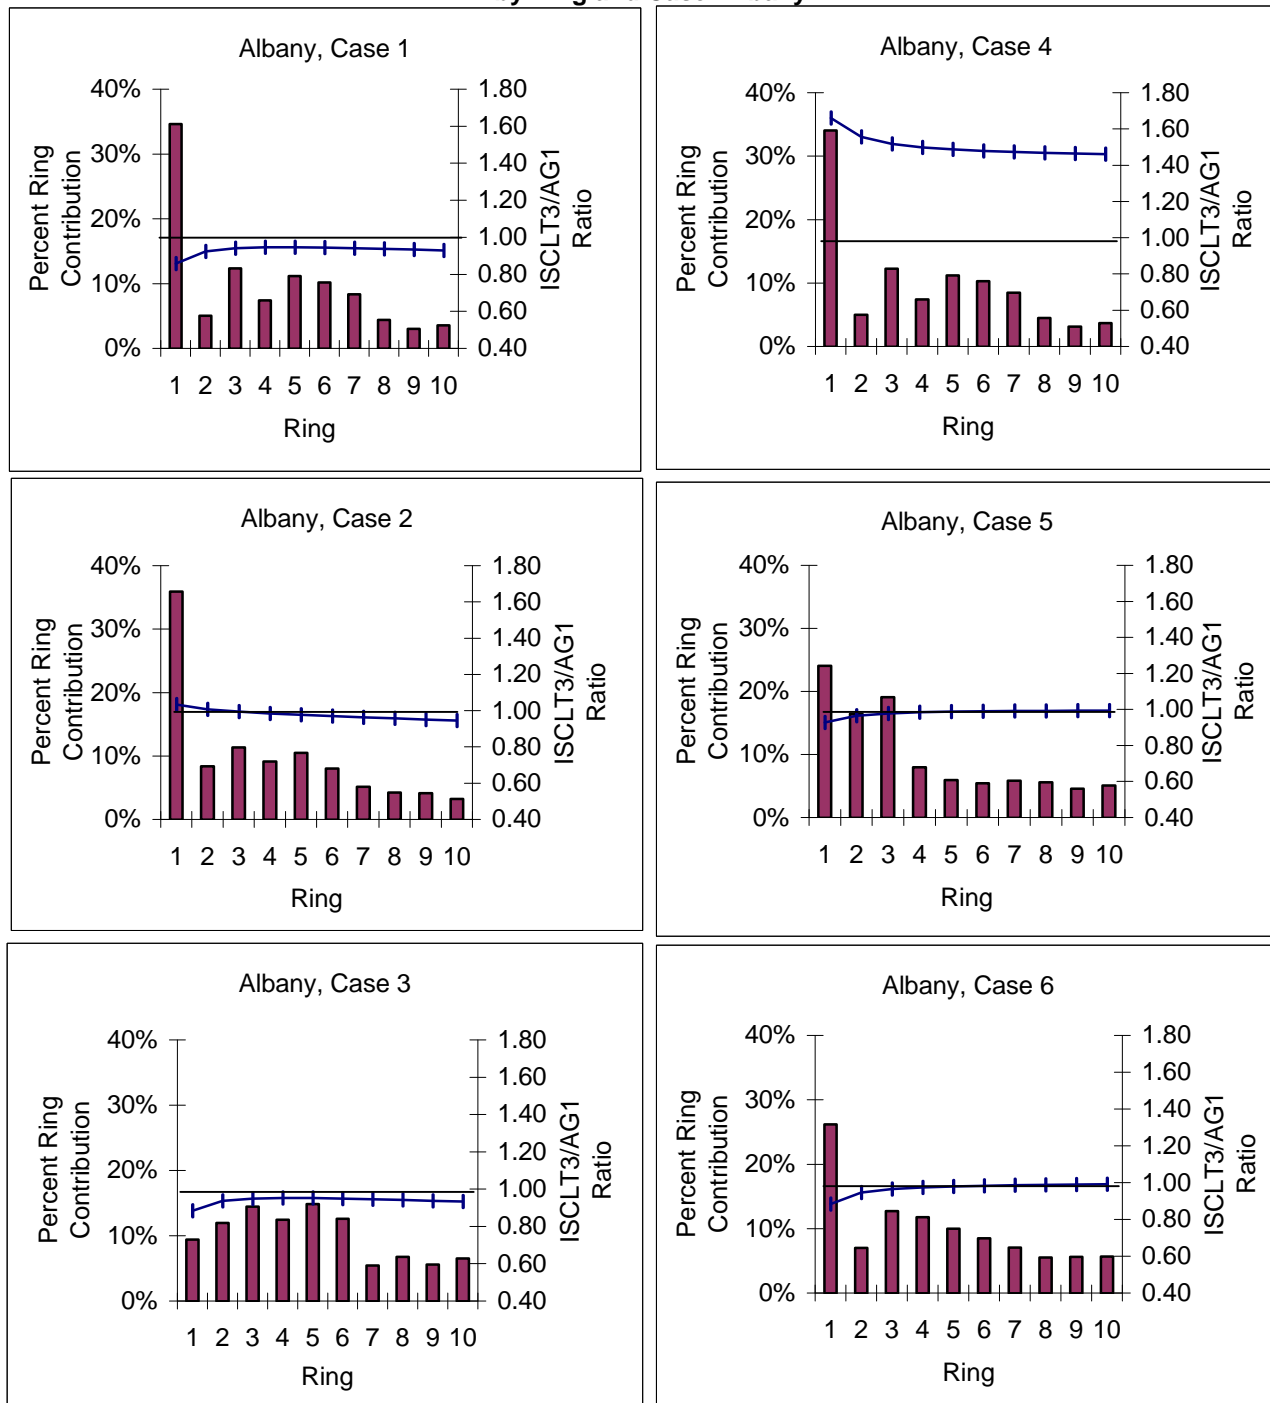 Albany, Case 1
40%
30%
20%
10%
0%
Percent Ring
Contribution
1.80
1.60
1.40
1.20
1.00
0.80
0.60
0.40
ISCLT3/AG1
Ratio
1 2 3 4 5 6 7 8 9 10
Ring
Albany, Case 4
40%
30%
20%
10%
0%
Percent Ring
Contribution
1.80
1.60
1.40
1.20
1.00
0.80
0.60
0.40
ISCLT3/AG1
Ratio
1 2 3 4 5 6 7 8 9 10
Ring
Albany, Case 2
40%
30%
20%
10%
0%
Percent Ring
Contribution
1.80
1.60
1.40
1.20
1.00
0.80
0.60
0.40
ISCLT3/AG1
Ratio
1 2 3 4 5 6 7 8 9 10
Ring
Albany, Case 5
40%
30%
20%
10%
0%
Percent Ring
Contribution
1.80
1.60
1.40
1.20
1.00
0.80
0.60
0.40
ISCLT3/AG1
Ratio
1 2 3 4 5 6 7 8 9 10
Ring
Albany, Case 3
40%
30%
20%
10%
0%
Percent Ring
Contribution
1.80
1.60
1.40
1.20
1.00
0.80
0.60
0.40
ISCLT3/AG1
Ratio
1 2 3 4 5 6 7 8 9 10
Ring
Albany, Case 6
40%
30%
20%
10%
0%
Percent Ring
Contribution
1.80
1.60
1.40
1.20
1.00
0.80
0.60
0.40
ISCLT3/AG1
Ratio
1 2 3 4 5 6 7 8 9 10
Ring